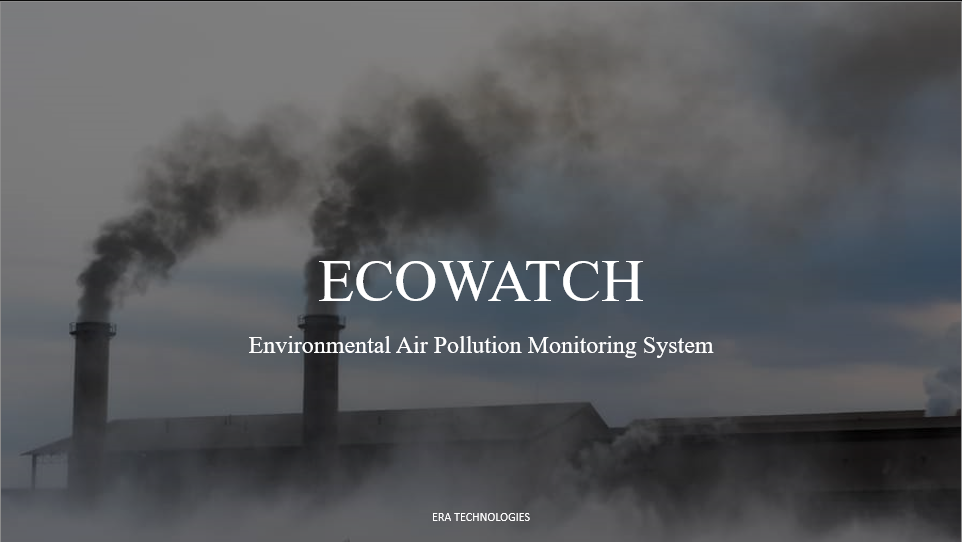 ECOWATCH
Environmental Air Pollution Monitoring System
ERA TECHNOLOGIES